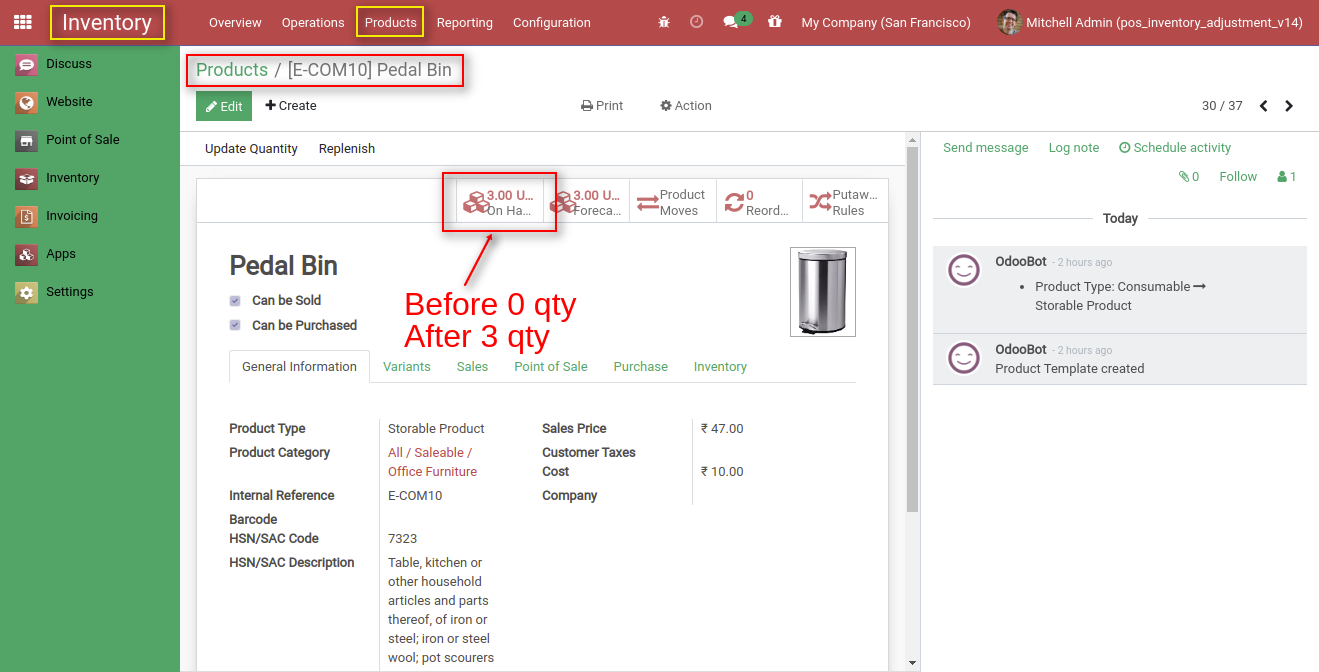 Inventory Overview Operations Products Reporting Configuration 4 My Company (San Francisco) Mitchell Admin (pos_inventory_adjustment_v14)
Discuss
Website
Point of Sale
Inventory
Invoicing
Apps
Settings
Products / [E-COM10] Pedal Bin
Edit Create Print Action 30 / 37
Update Quantity Replenish
3.00 U...
On Ha...
3.00 U...
Foreca...
Product
Moves
0
Reord...
Putaw...
Rules
Before 0 qty
After 3 qty
Pedal Bin
Can be Sold
Can be Purchased
General Information Variants Sales Point of Sale Purchase Inventory
Product Type Storable Product
Product Category All / Saleable /
Office Furniture
Internal Reference E-COM10
Barcode
HSN/SAC Code 7323
HSN/SAC Description Table, kitchen or
other household
articles and parts
thereof, of iron or
steel; iron or steel
wool; pot scourers
Sales Price ₹ 47.00
Customer Taxes
Cost ₹ 10.00
Company
Send message Log note Schedule activity
0 Follow 1
Today
OdooBot - 2 hours ago
• Product Type: Consumable →
Storable Product
OdooBot - 2 hours ago
Product Template created